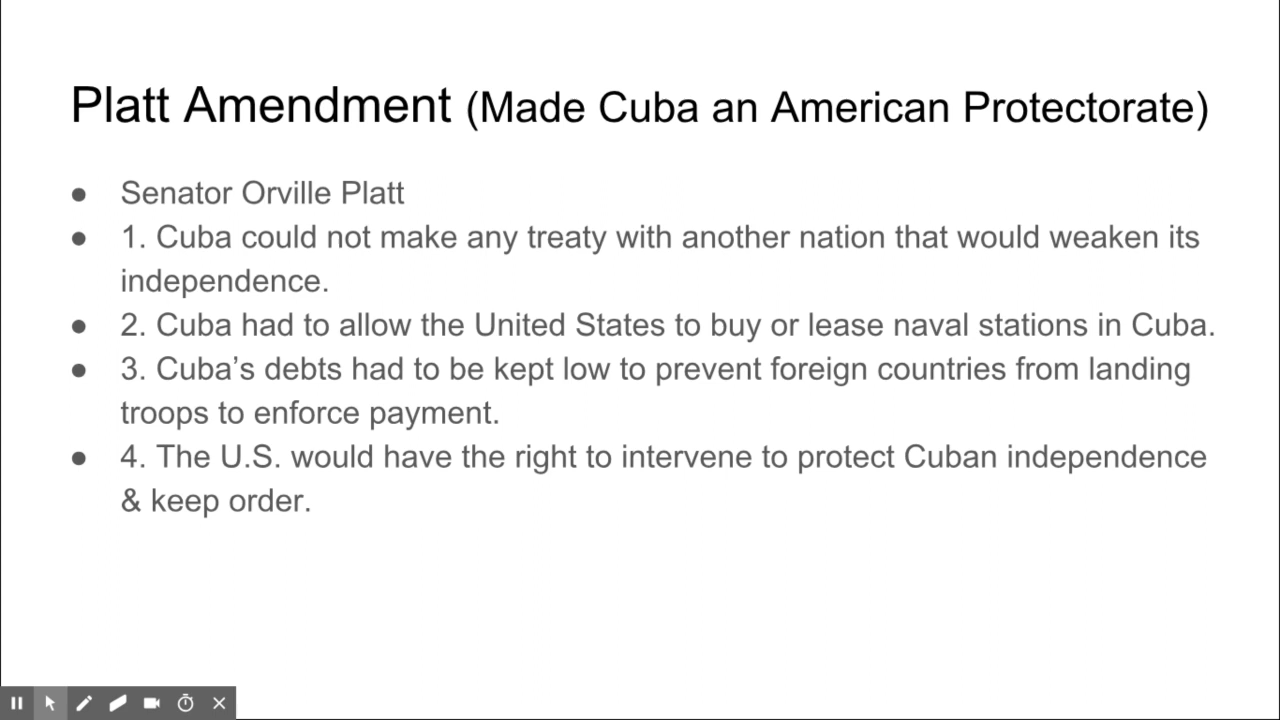 Platt Amendment (Made Cuba an American Protectorate)
● Senator Orville Platt
● 1. Cuba could not make any treaty with another nation that would weaken its
independence.
● 2. Cuba had to allow the United States to buy or lease naval stations in Cuba.
● 3. Cuba’s debts had to be kept low to prevent foreign countries from landing
troops to enforce payment.
● 4. The U.S. would have the right to intervene to protect Cuban independence
& keep order.